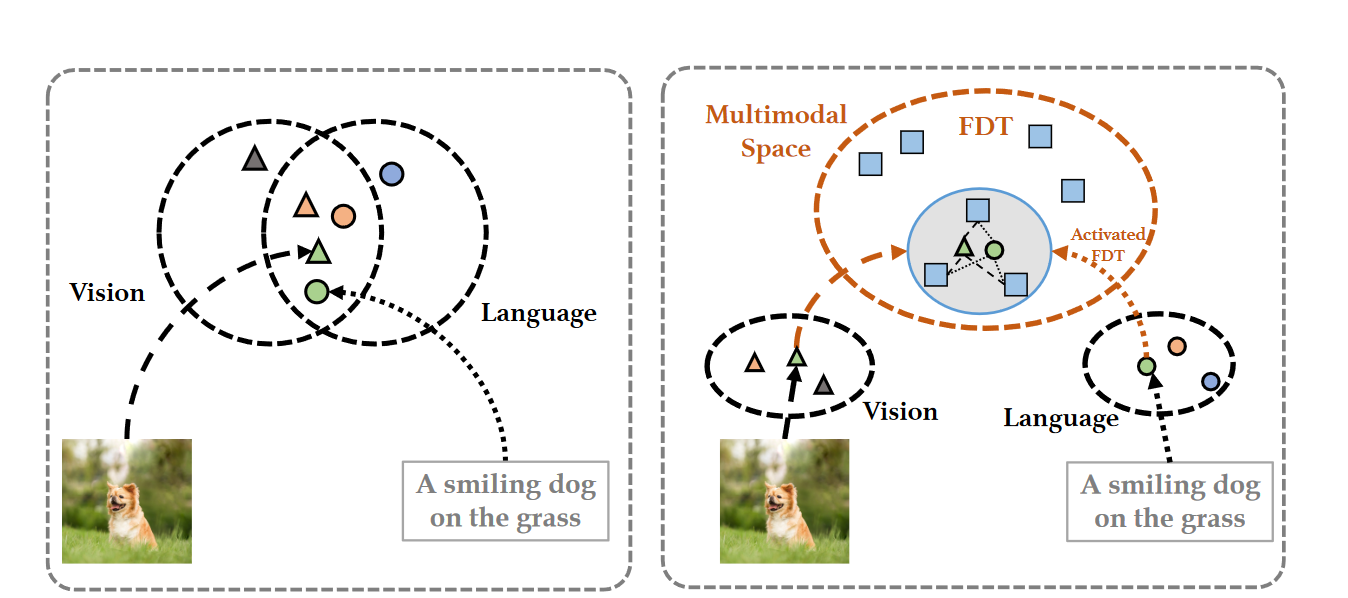 Vision
Language
A smiling dog
on the grass
Multimodal
Space
FDT
Activated
FDT
Vision
Language
A smiling dog
on the grass